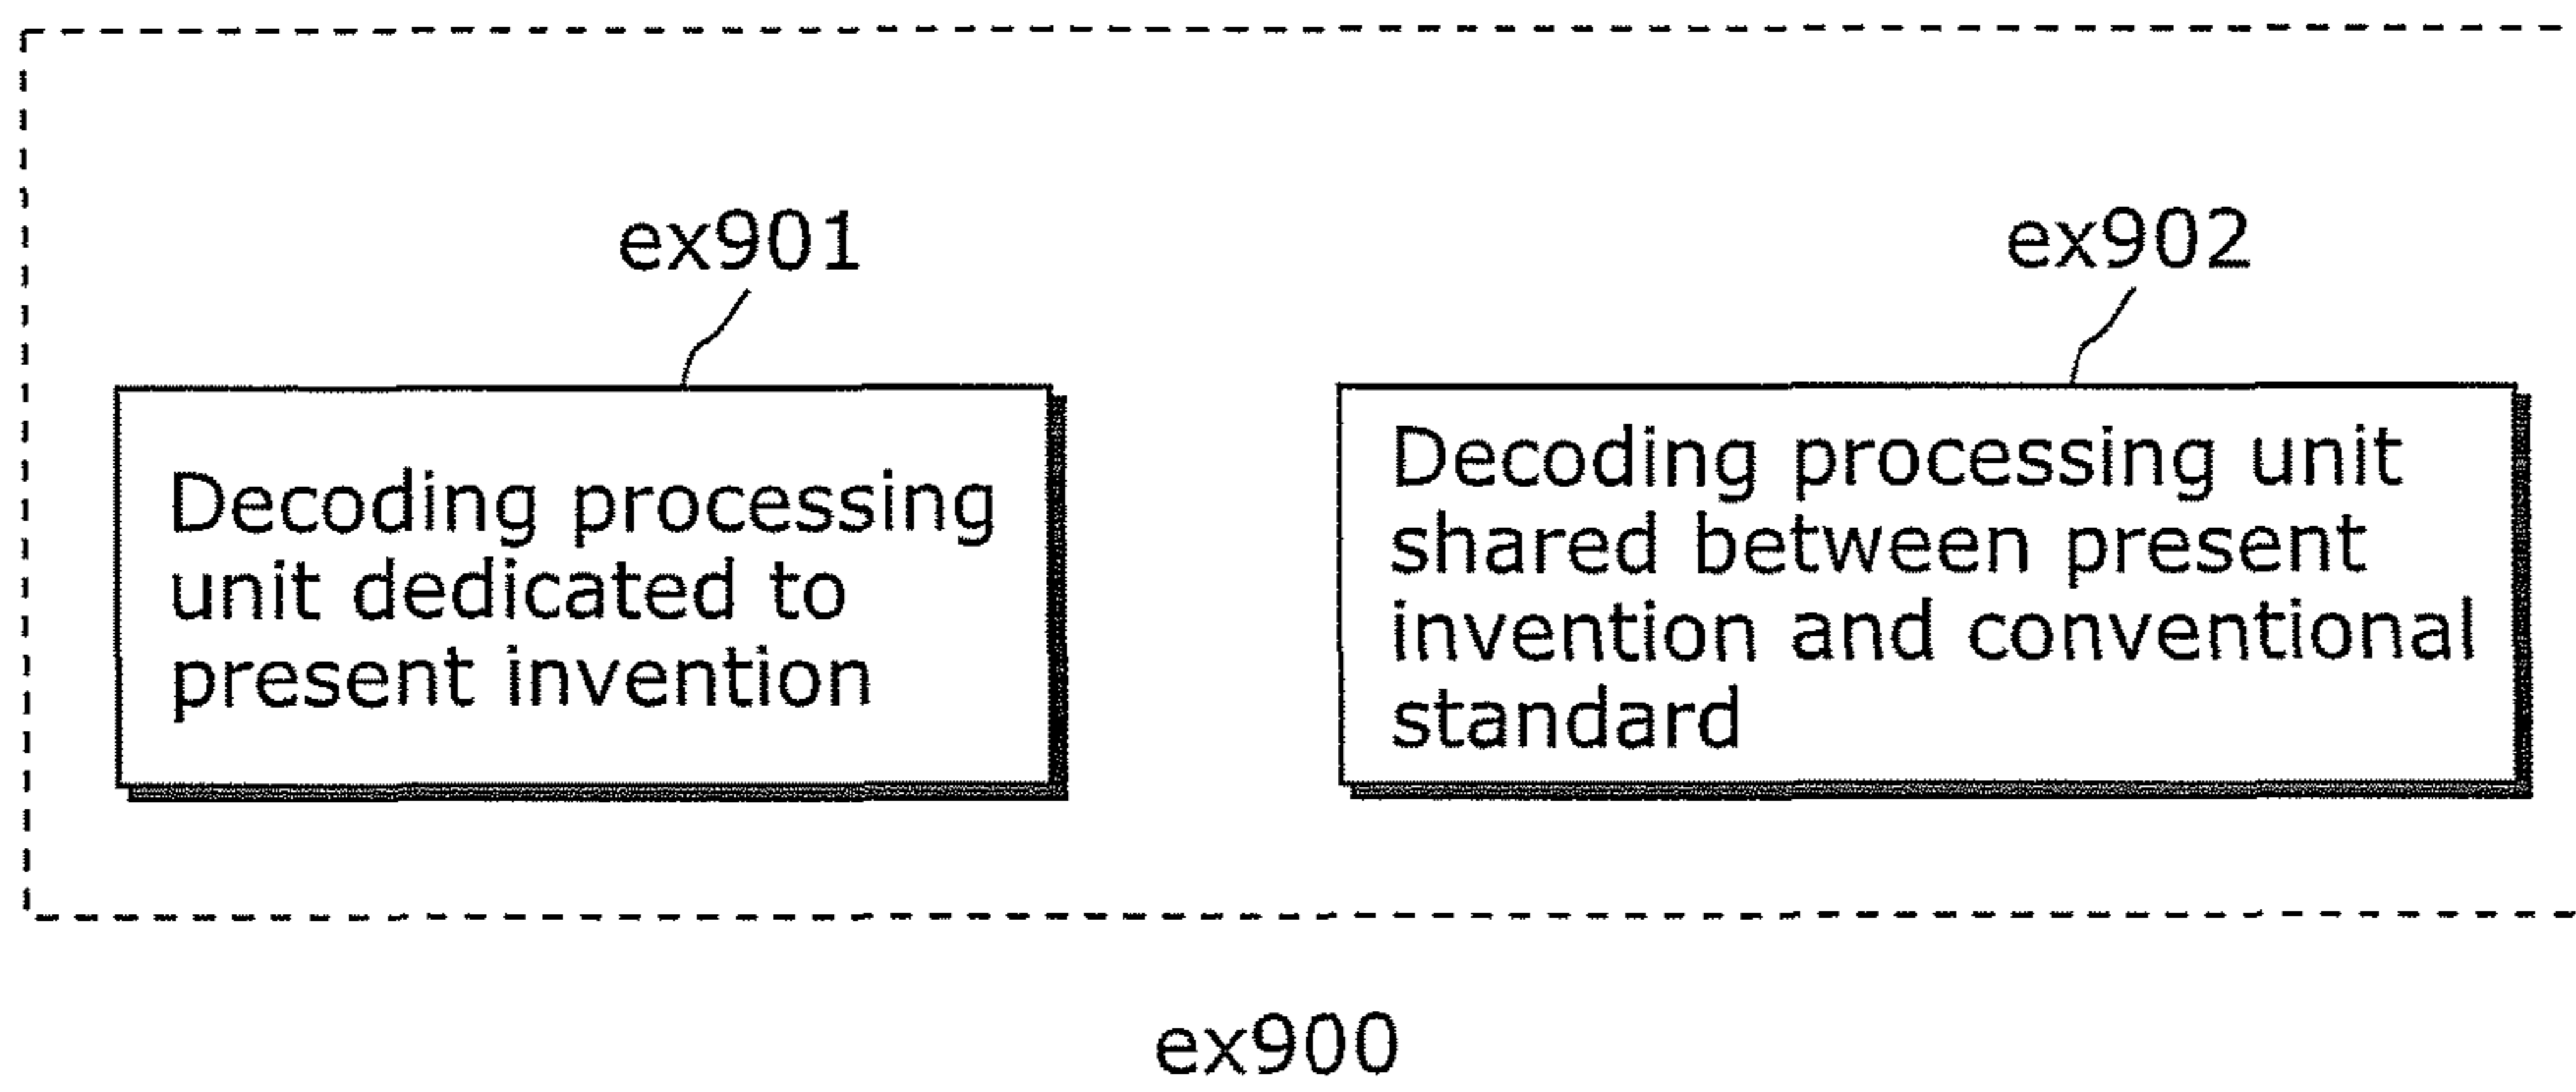 ex901
Decoding processing
unit dedicated to
present invention
ex902
Decoding processing unit
shared between present
invention and conventional
standard
ex900